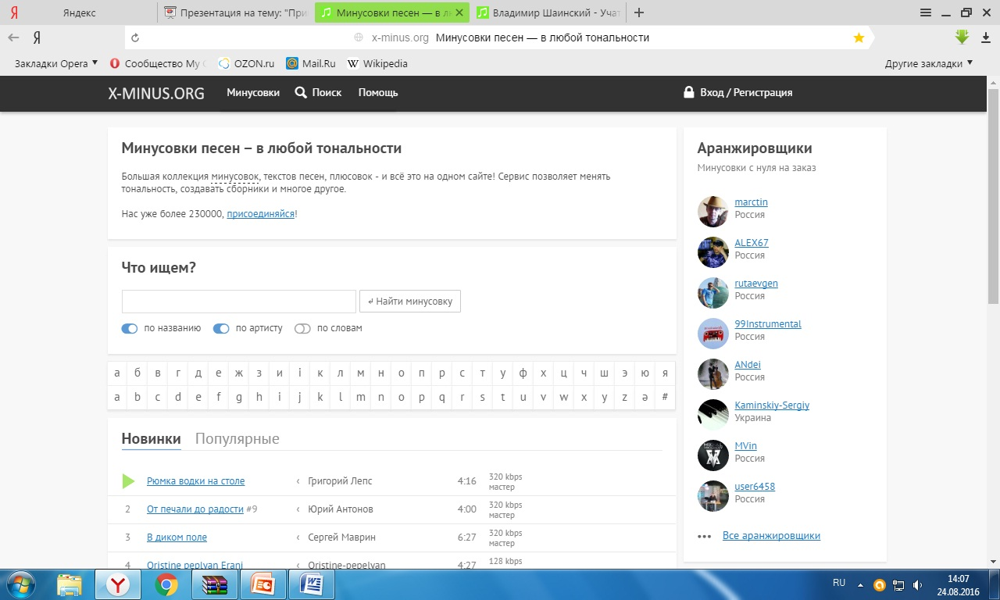 Я
Яндекс
Презентация на тему: "При
Минусовки песен — в лю
Владимир Шаинский - Учат
Я
x-minus.org Минусовки песен — в любой тональности
Закладки Opera
Сообщество My O
OZON.ru
Mail.Ru
W Wikipedia
Другие закладки
X-MINUS.ORG
Минусовки
Поиск
Помощь
Вход / Регистрация
Минусовки песен – в любой тональности
Большая коллекция минусовок, текстов песен, плюсовок - и всё это на одном сайте! Сервис позволяет менять
тональность, создавать сборники и многое другое.
Нас уже более 230000, присоединяйся!
Что ищем?
↲ Найти минусовку
по названию
по артисту
по словам
а б в г д е ж з и і к л м н о п р с т у ф х ц ч ш э ю я
a b c d e f g h i j k l m n o p q r s t u v w x y z ə #
Новинки Популярные
Рюмка водки на столе ‹ Григорий Лепс 4:16 320 kbps
мастер
2 От печали до радости #9 ‹ Юрий Антонов 4:00 320 kbps
мастер
3 В диком поле ‹ Сергей Маврин 6:27 320 kbps
мастер
4 Oristine peplyan Erani ‹ Oristine-pepelyan 4:27 128 kbps
Аранжировщики
Минусовки с нуля на заказ
marctin
Россия
ALEX67
Россия
rutaevgen
Россия
99Instrumental
Россия
ANdei
Россия
Kaminskiy-Sergiy
Украина
MVin
Россия
user6458
Россия
••• Все аранжировщики
RU
14:07
24.08.2016